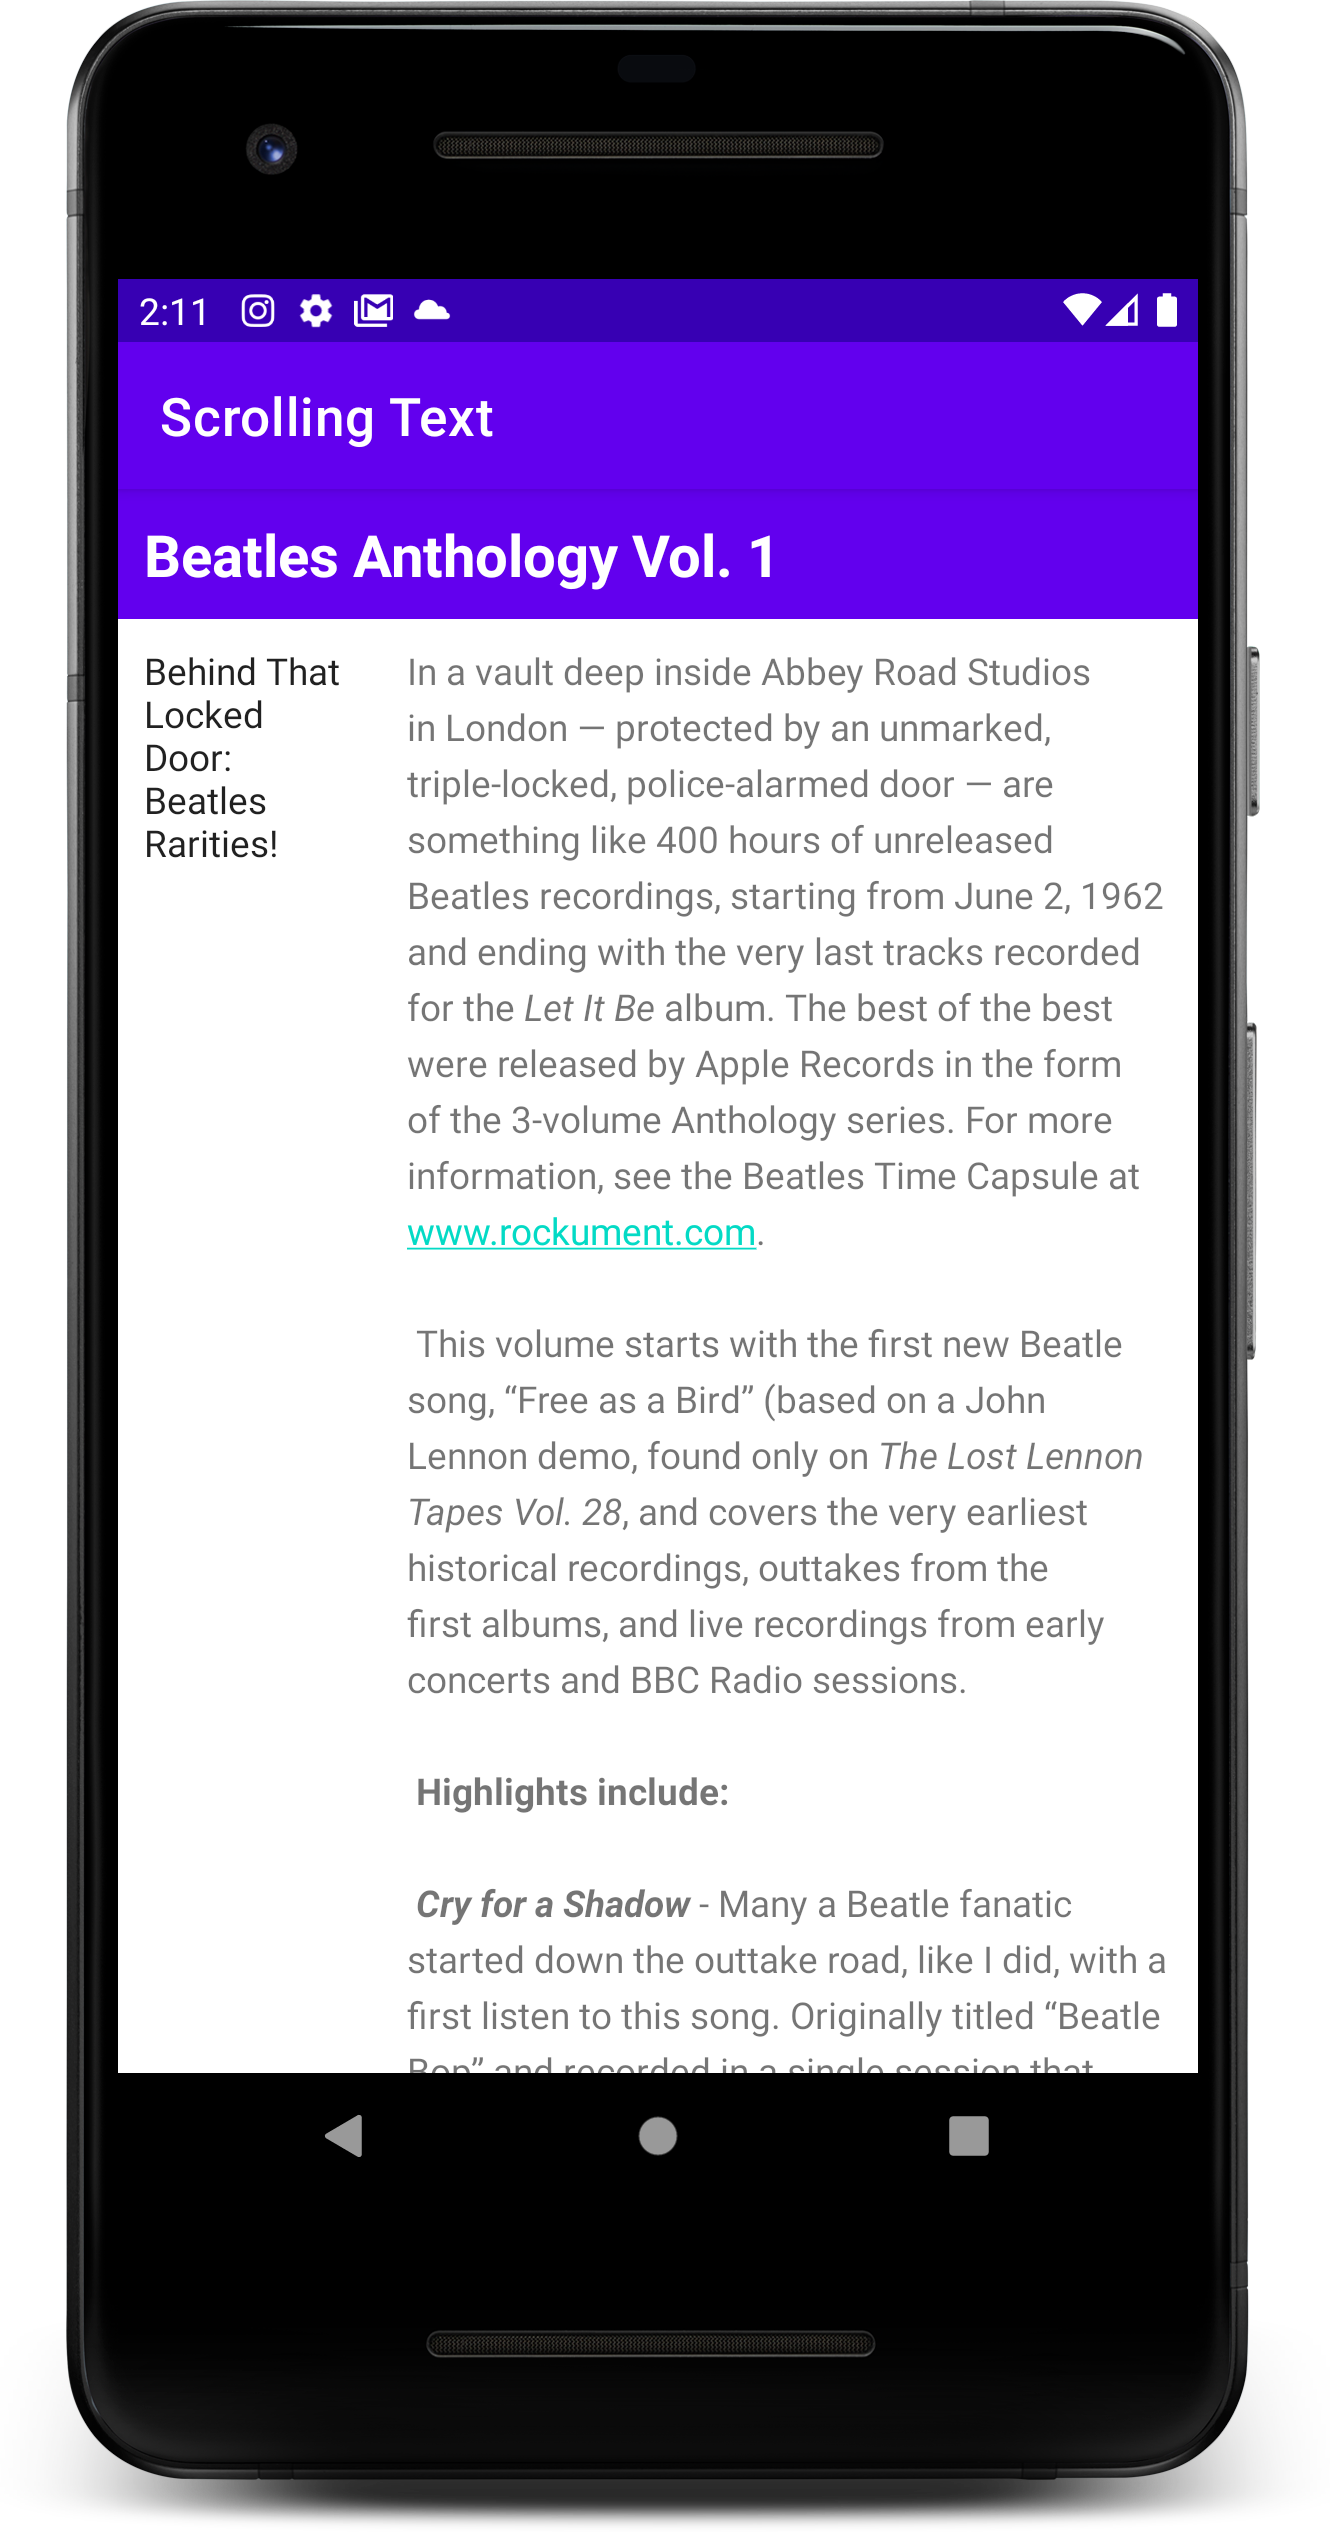 2:11
Scrolling Text
Beatles Anthology Vol. 1
Behind That
Locked
Door:
Beatles
Rarities!
In a vault deep inside Abbey Road Studios
in London — protected by an unmarked,
triple-locked, police-alarmed door — are
something like 400 hours of unreleased
Beatles recordings, starting from June 2, 1962
and ending with the very last tracks recorded
for the Let It Be album. The best of the best
were released by Apple Records in the form
of the 3-volume Anthology series. For more
information, see the Beatles Time Capsule at
www.rockument.com.
This volume starts with the first new Beatle
song, “Free as a Bird” (based on a John
Lennon demo, found only on The Lost Lennon
Tapes Vol. 28, and covers the very earliest
historical recordings, outtakes from the
first albums, and live recordings from early
concerts and BBC Radio sessions.
Highlights include:
Cry for a Shadow - Many a Beatle fanatic
started down the outtake road, like I did, with a
first listen to this song. Originally titled “Beatle
Bop” and recorded in a single session that